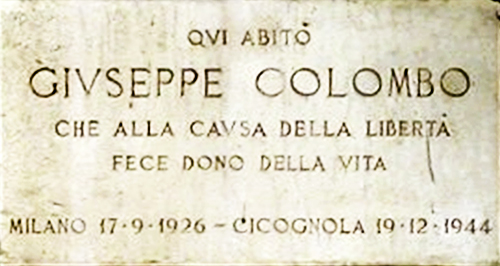 QVI ABITÒ
GIVSEPPE COLOMBO
CHE ALLA CAVSA DELLA LIBERTÀ
FECE DONO DELLA VITA
MILANO 17-9-1926 - CICOGNOLA 19-12-1944